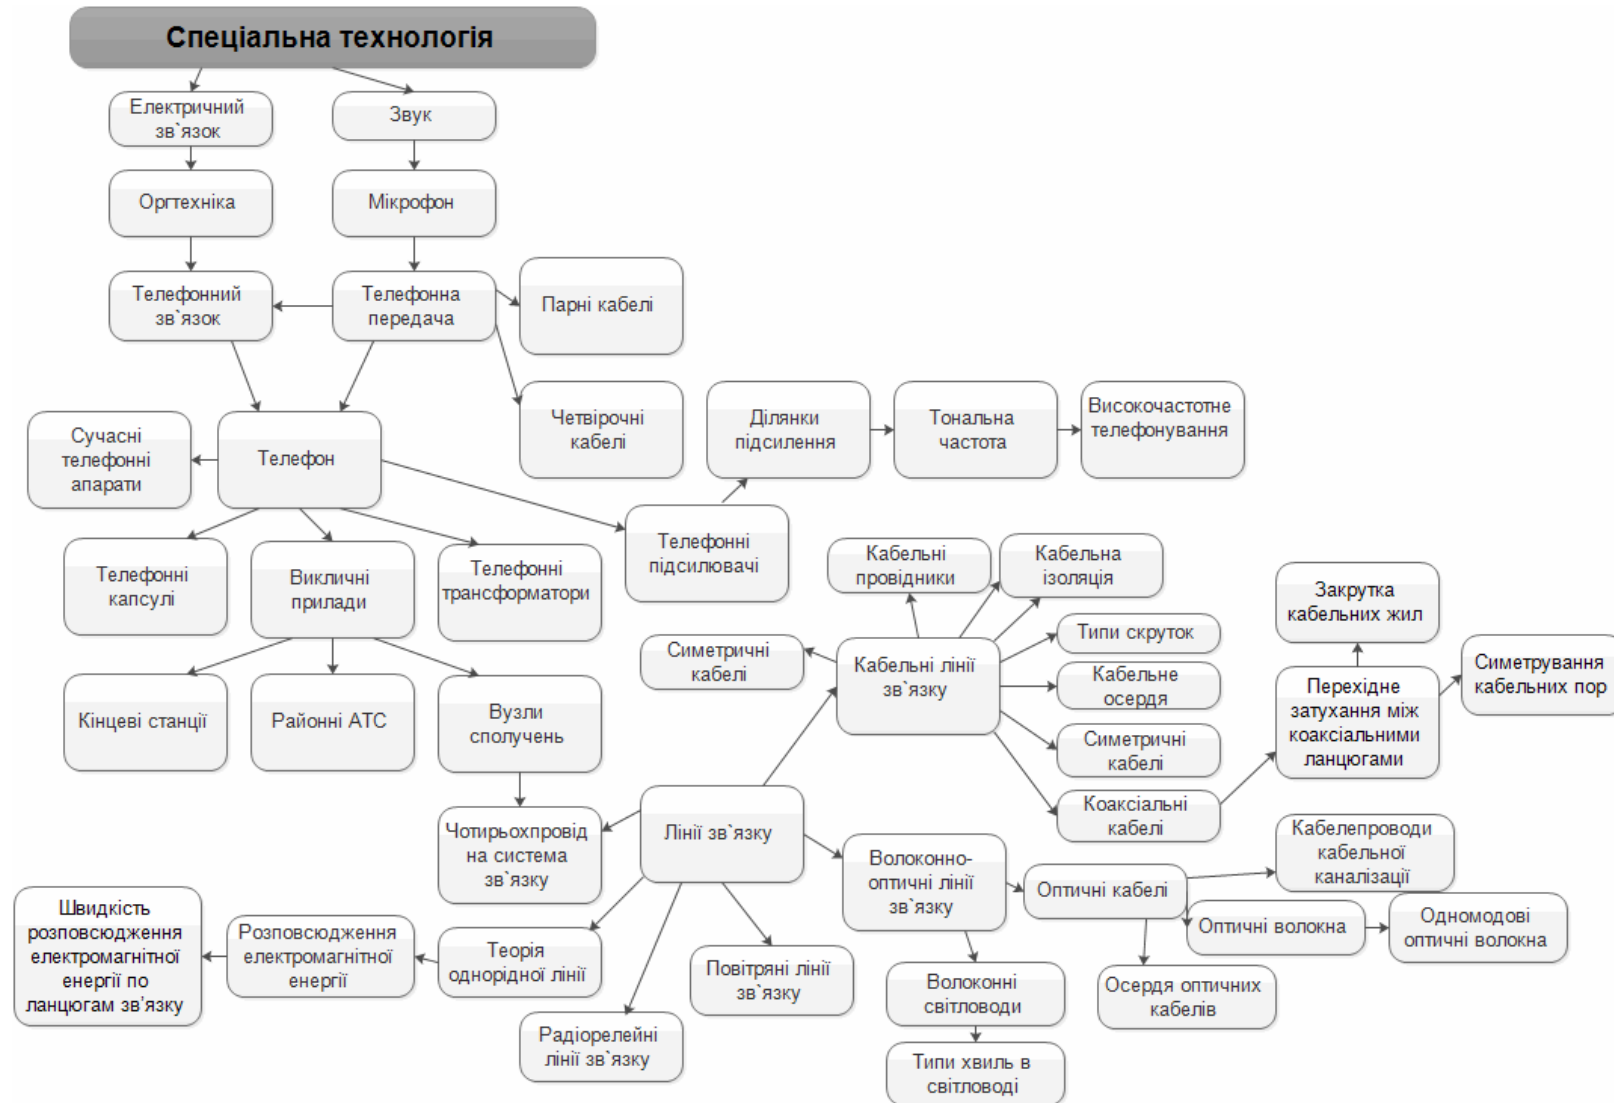 Спеціальна технологія
Електричний
зв`язок
Звук
Оргтехніка
Мікрофон
Телефонний
зв`язок
Телефонна
передача
Парні кабелі
Четвірочні
кабелі
Ділянки
підсилення
Тональна
частота
Високочастотне
телефонування
Сучасні
телефонні
апарати
Телефон
Телефонні
підсилювачі
Телефонні
капсулі
Викличні
прилади
Телефонні
трансформатори
Кабельні
провідники
Кабельна
ізоляція
Закрутка
кабельних жил
Симетричні
кабелі
Кабельні лінії
зв`язку
Типи скруток
Кабельне
осердя
Симетричні
кабелі
Коаксіальні
кабелі
Перехідне
затухання між
коаксіальними
ланцюгами
Симетрування
кабельних пор
Кінцеві станції
Районні АТС
Вузли
сполучень
Чотирьохпровід
на система
зв`язку
Лінії зв`язку
Волоконно-
оптичні лінії
зв`язку
Оптичні кабелі
Кабелепроводи
кабельної
каналізації
Оптичні волокна
Одномодові
оптичні волокна
Швидкість
розповсюдження
електромагнітної
енергії по
ланцюгам зв’язку
Розповсюдження
електромагнітної
енергії
Теорія
однорідної лінії
Повітряні лінії
зв`язку
Волоконні
світловоди
Осердя оптичних
кабелів
Радіорелейні
лінії зв`язку
Типи хвиль в
світловоді